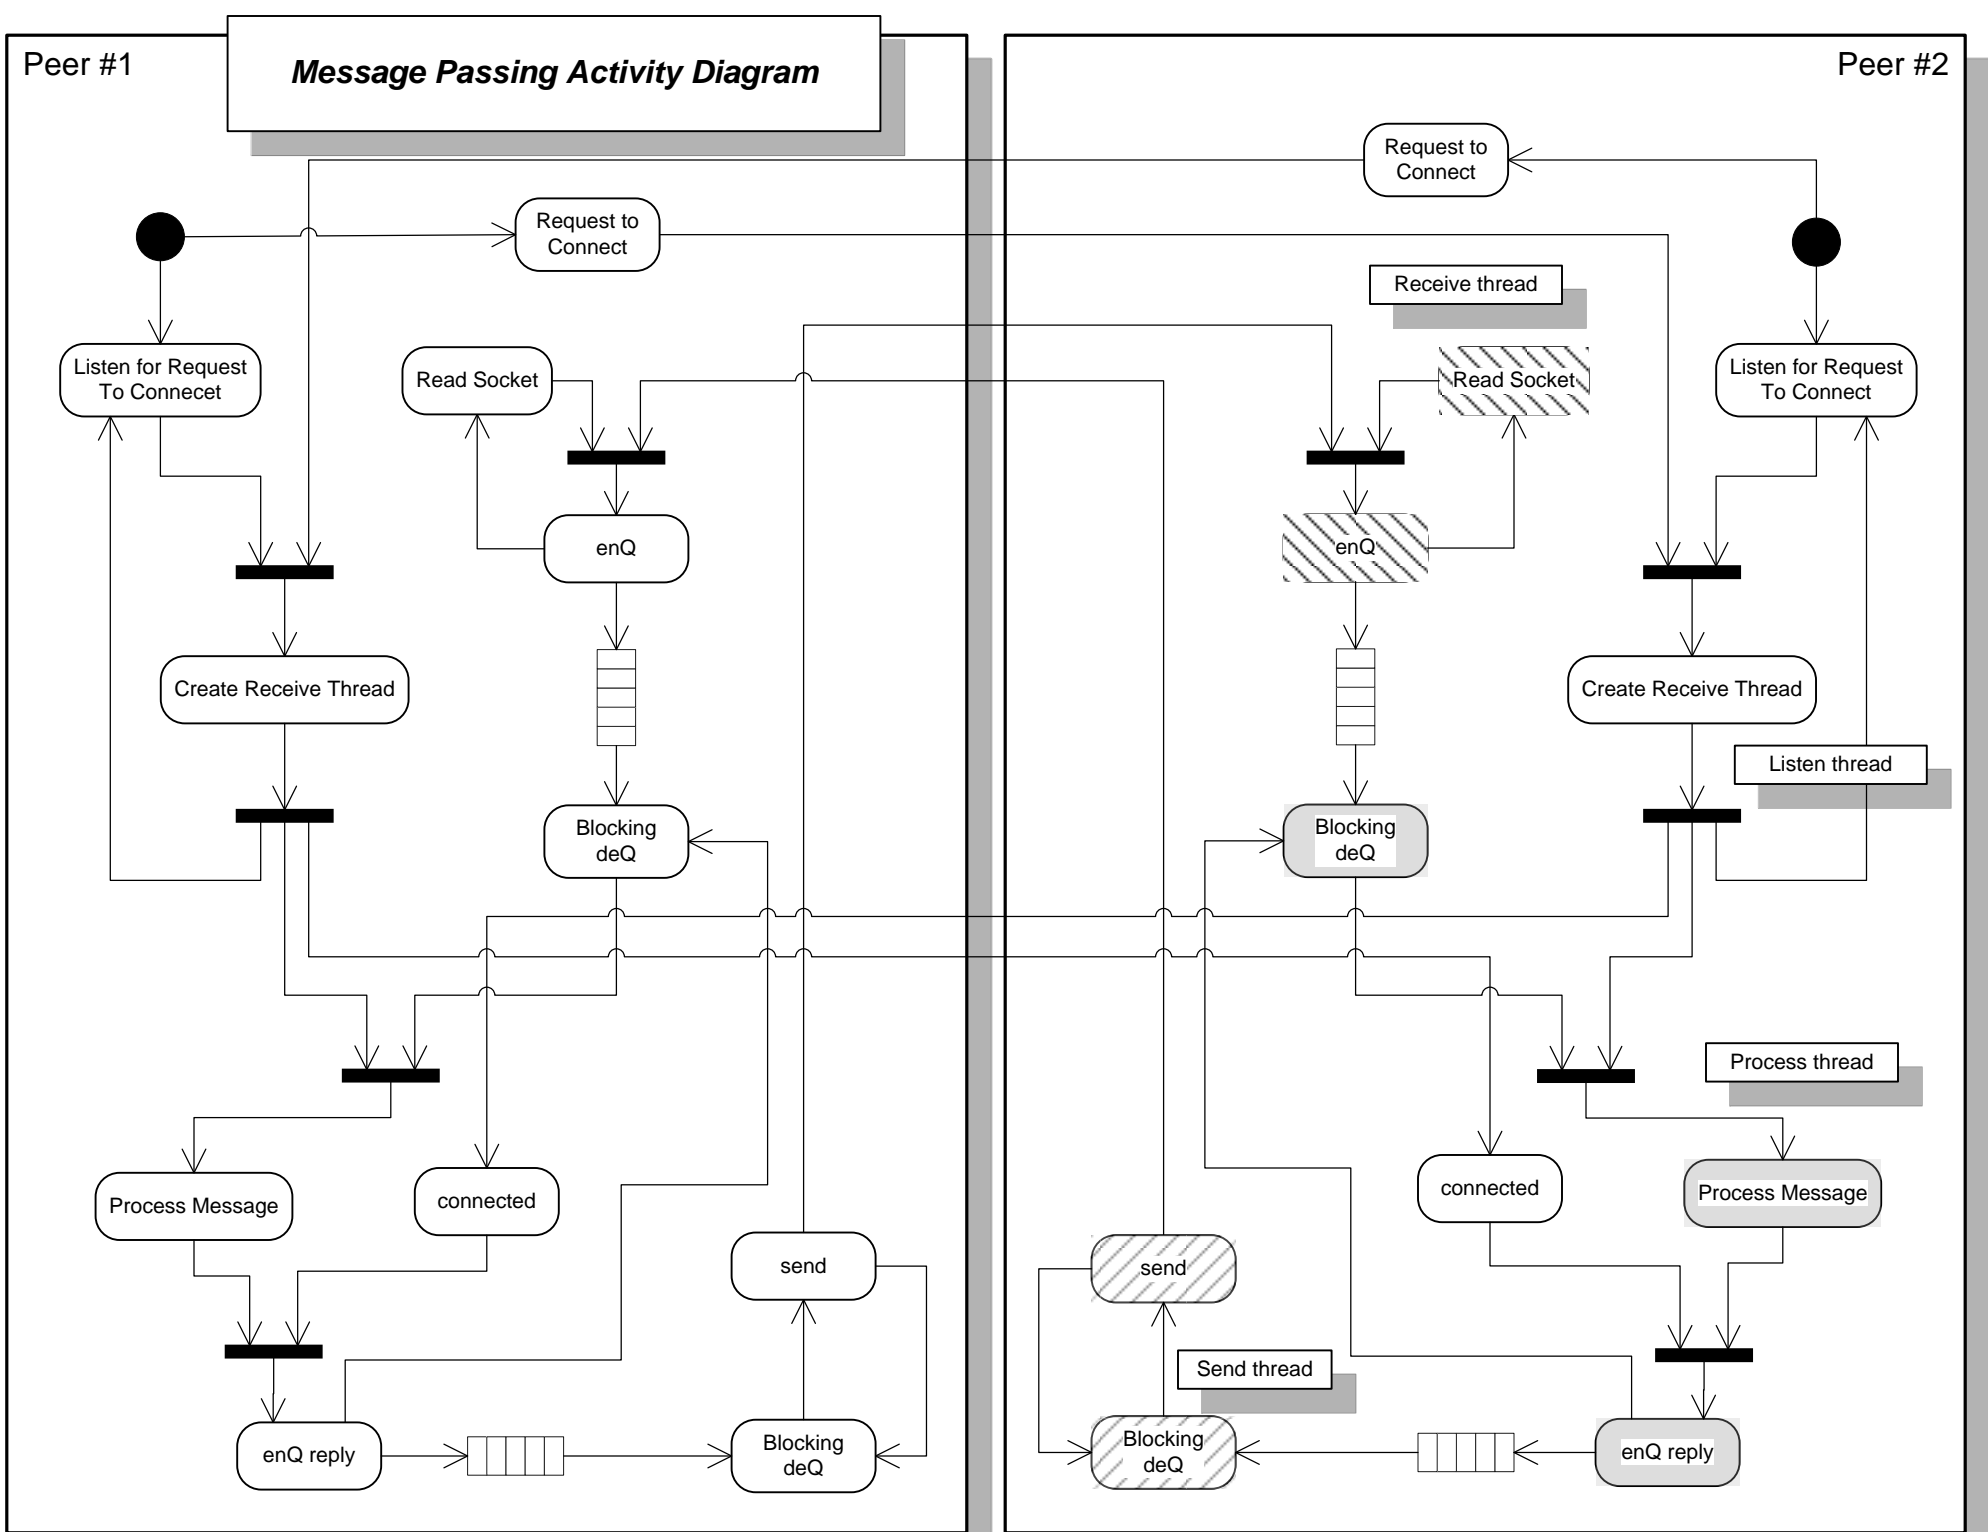 Peer #1
Message Passing Activity Diagram
Peer #2
Request to
Connect
Request to
Connect
Receive thread
Listen for Request
To Connecet
Read Socket
Read Socket
Listen for Request
To Connect
enQ
enQ
Create Receive Thread
Create Receive Thread
Listen thread
Blocking
deQ
Blocking
deQ
Process thread
Process Message
connected
connected
Process Message
send
send
Send thread
enQ reply
Blocking
deQ
Blocking
deQ
enQ reply